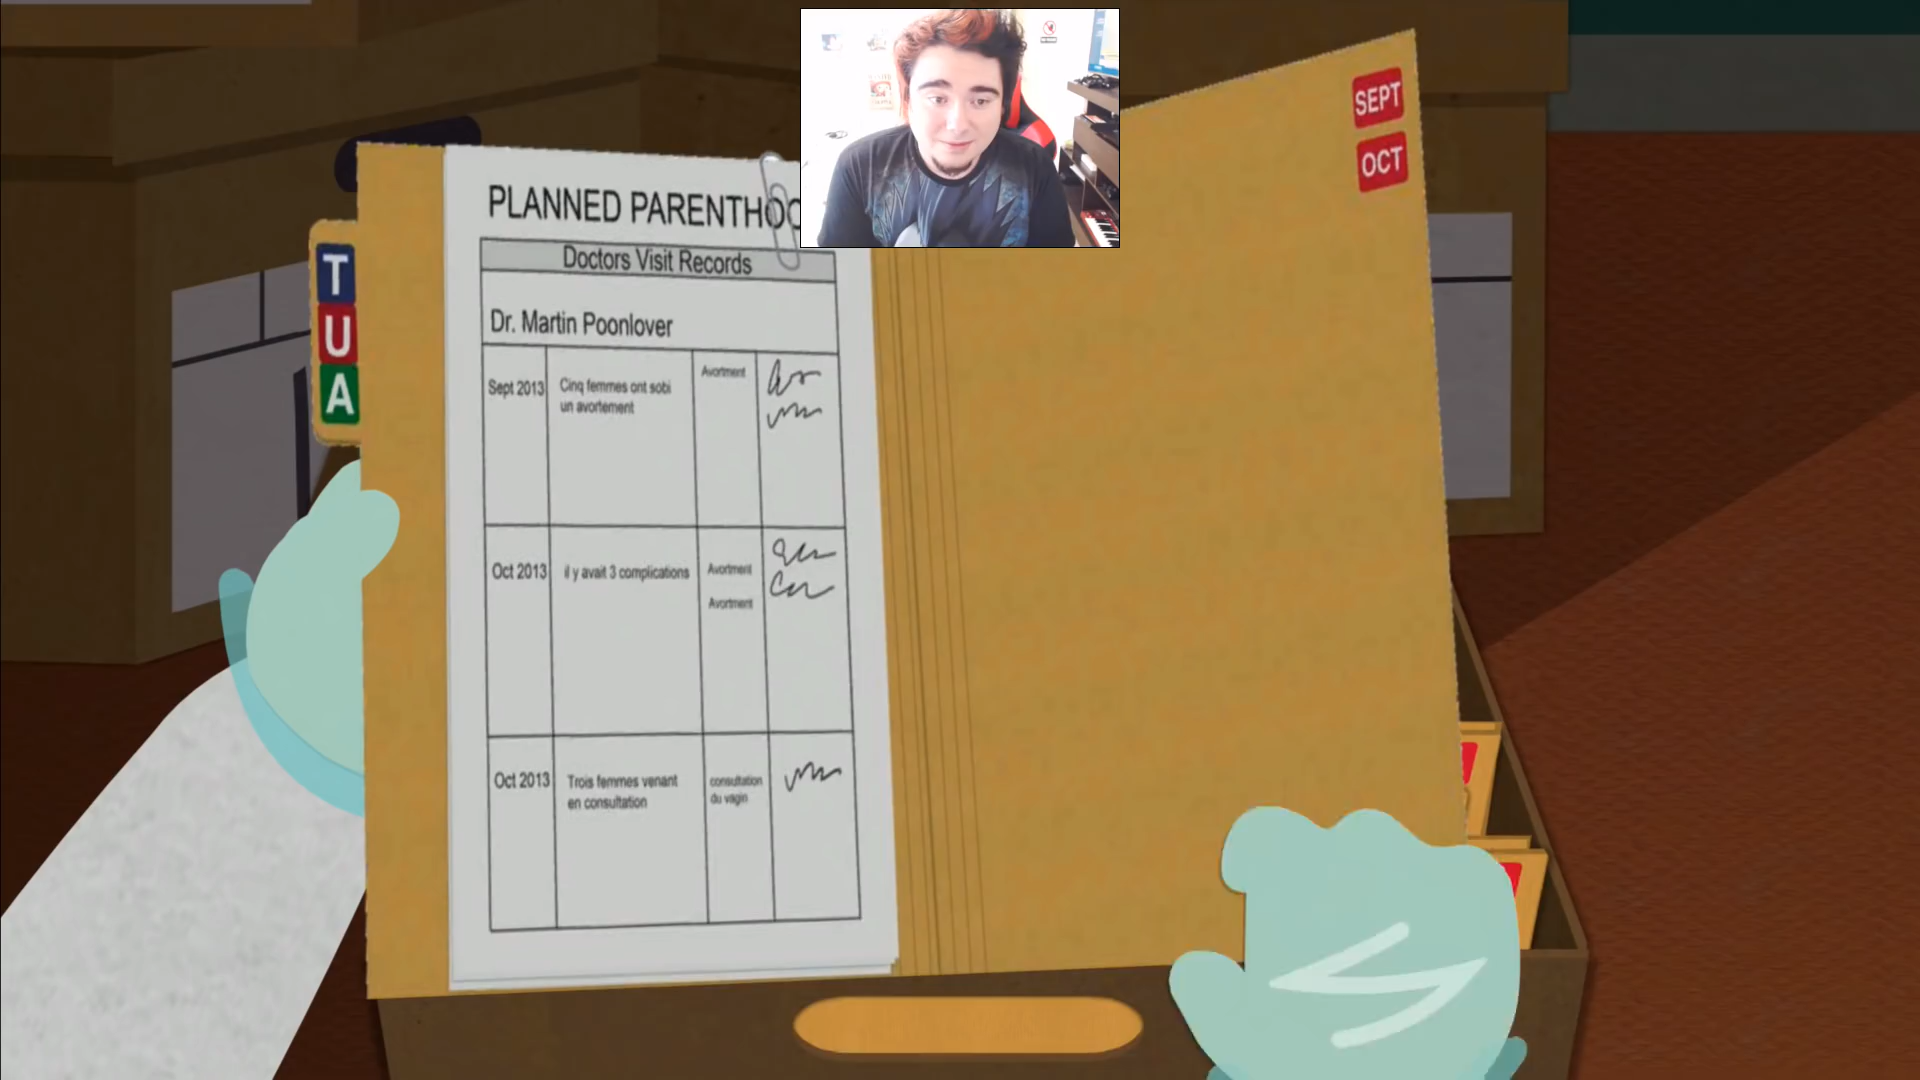 SEPT
OCT
T
U
A
PLANNED PARENTHOO
Doctors Visit Records
Dr. Martin Poonlover
Sept 2013
Cinq femmes ont sobi
un avortement
Avortment
Oct 2013
il y avait 3 complications
Avortment
Avortment
Oct 2013
Trois femmes venant
en consultation
consultation
du vagin